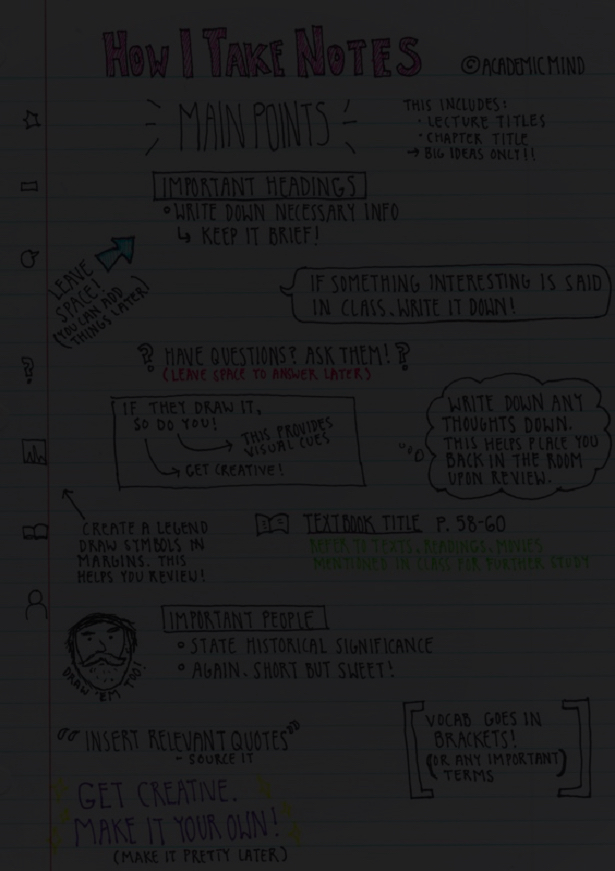 HOW I TAKE NOTES
©ACADEMICMIND
MAIN POINTS
THIS INCLUDES:
· LECTURE TITLES
· CHAPTER TITLE
→ BIG IDEAS ONLY!!
IMPORTANT HEADINGS
• WRITE DOWN NECESSARY INFO
↳ KEEP IT BRIEF!
LEAVE
SPACE!
(YOU CAN ADD
THINGS LATER)
IF SOMETHING INTERESTING IS SAID
IN CLASS. WRITE IT DOWN!
? HAVE QUESTIONS? ASK THEM! ?
(LEAVE SPACE TO ANSWER LATER)
IF THEY DRAW IT,
SO DO YOU!
THIS PROVIDES
VISUAL CUES
GET CREATIVE!
WRITE DOWN ANY
THOUGHTS DOWN.
THIS HELPS PLACE YOU
BACK IN THE ROOM
UPON REVIEW.
?
CREATE A LEGEND
DRAW SYMBOLS IN
MARGINS. THIS
HELPS YOU REVIEW!
TEXTBOOK TITLE P. 58-60
REFER TO TEXTS, READINGS, MOVIES
MENTIONED IN CLASS FOR FURTHER STUDY
IMPORTANT PEOPLE
• STATE HISTORICAL SIGNIFICANCE
• AGAIN. SHORT BUT SWEET!
DRAW 'EM TOO!
"INSERT RELEVANT QUOTES"
- SOURCE IT
[VOCAB GOES IN
BRACKETS!
(OR ANY IMPORTANT)
TERMS]
GET CREATIVE.
MAKE IT YOUR OWN!
(MAKE IT PRETTY LATER)